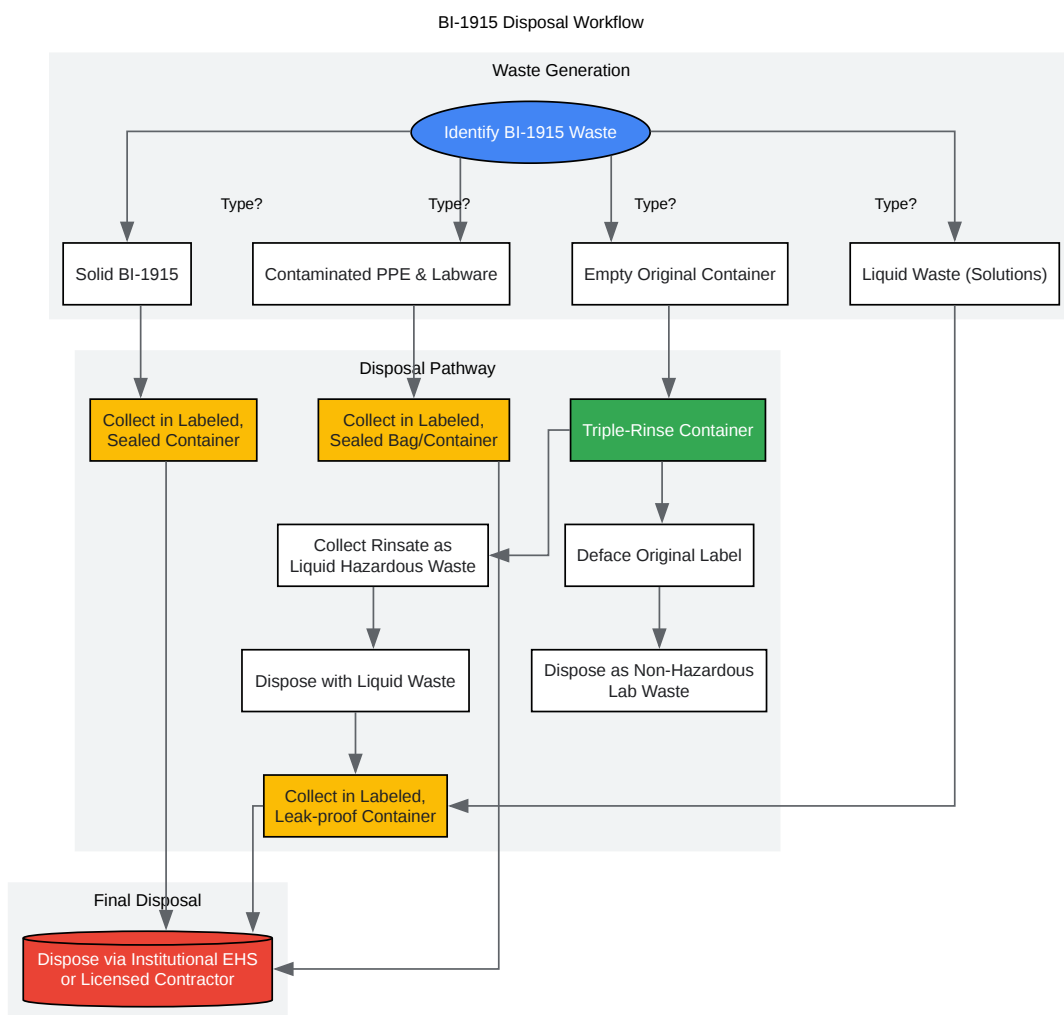 BI-1915 Disposal Workflow
Waste Generation
Identify BI-1915 Waste
Type?
Type?
Type?
Type?
Solid BI-1915
Contaminated PPE & Labware
Empty Original Container
Liquid Waste (Solutions)
Disposal Pathway
Collect in Labeled,
Sealed Container
Collect in Labeled,
Sealed Bag/Container
Triple-Rinse Container
Collect Rinsate as
Liquid Hazardous Waste
Deface Original Label
Dispose with Liquid Waste
Dispose as Non-Hazardous
Lab Waste
Collect in Labeled,
Leak-proof Container
Final Disposal
Dispose via Institutional EHS
or Licensed Contractor